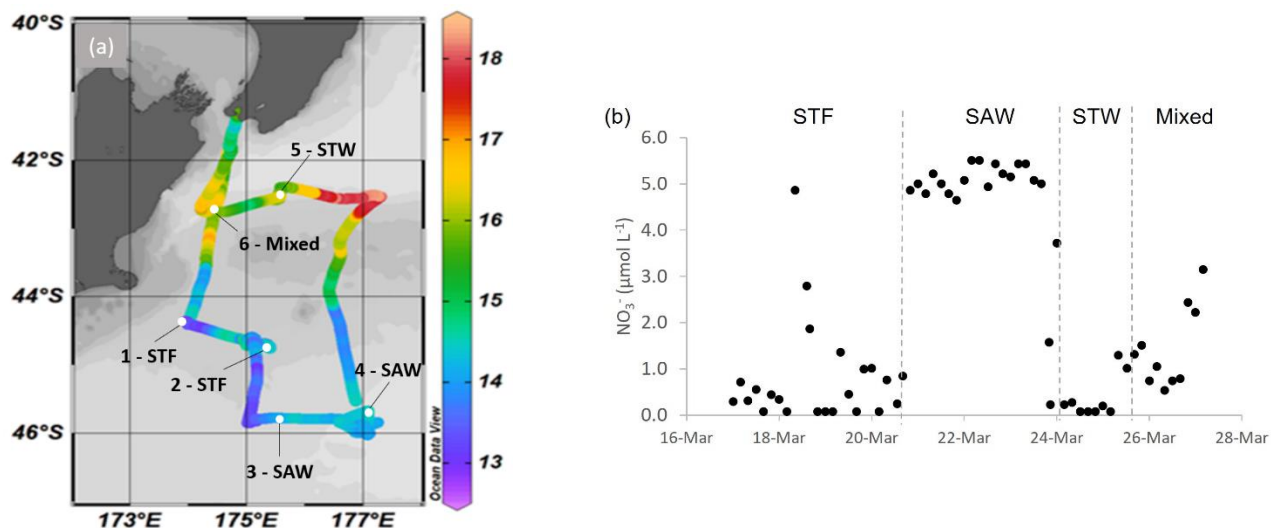 (a)
40°S
42°S
44°S
46°S
173°E
175°E
177°E
5 - STW
6 - Mixed
1 - STF
2 - STF
4 - SAW
3 - SAW
18
17
16
15
14
13
Ocean Data View
(b)
STF SAW STW Mixed
NO₃⁻ (µmol L⁻¹)
6.0
5.0
4.0
3.0
2.0
1.0
0.0
16-Mar 18-Mar 20-Mar 22-Mar 24-Mar 26-Mar 28-Mar